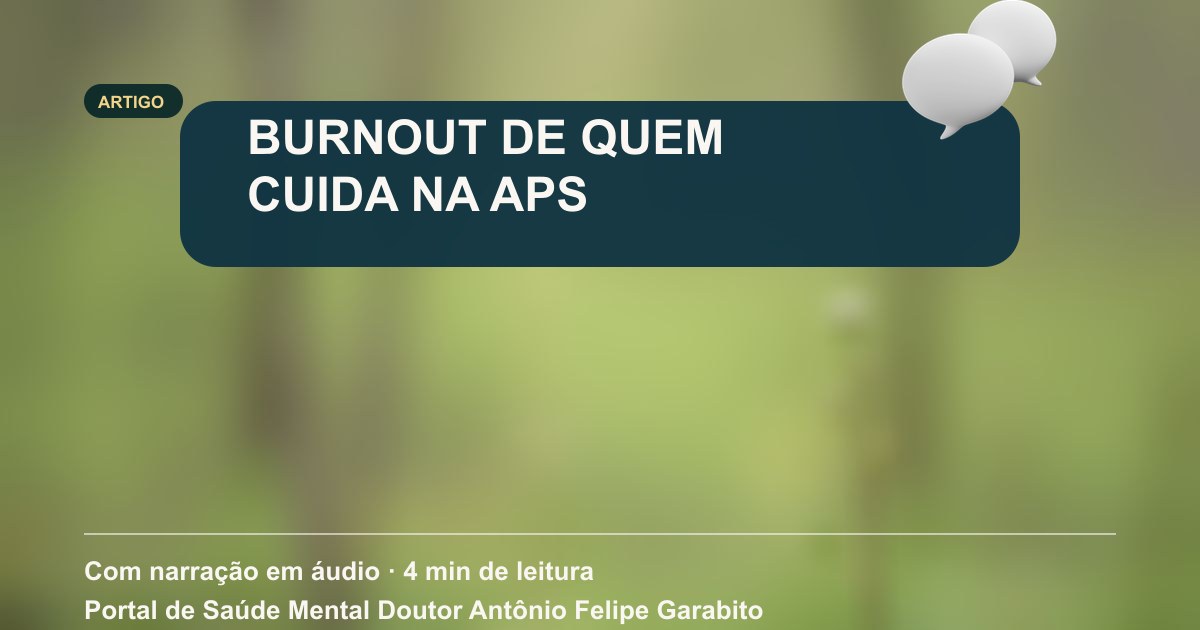 ARTIGO
BURNOUT DE QUEM
CUIDA NA APS
Com narração em áudio · 4 min de leitura
Portal de Saúde Mental Doutor Antônio Felipe Garabito